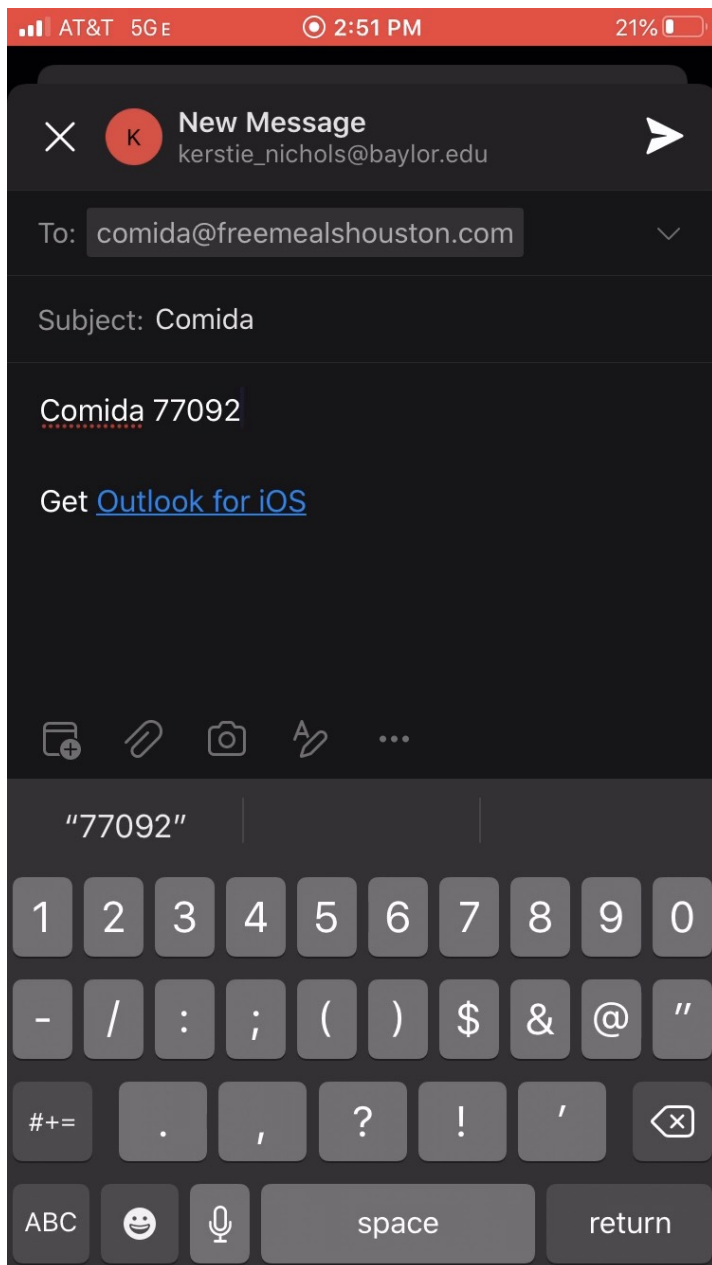 AT&T 5GE 2:51 PM 21%
K
New Message
kerstie_nichols@baylor.edu
To: comida@freemealshouston.com
Subject: Comida
Comida 77092
Get Outlook for iOS
“77092”
1 2 3 4 5 6 7 8 9 0
- / : ; ( ) $ & @ "
#+= . , ? ! '
ABC space return